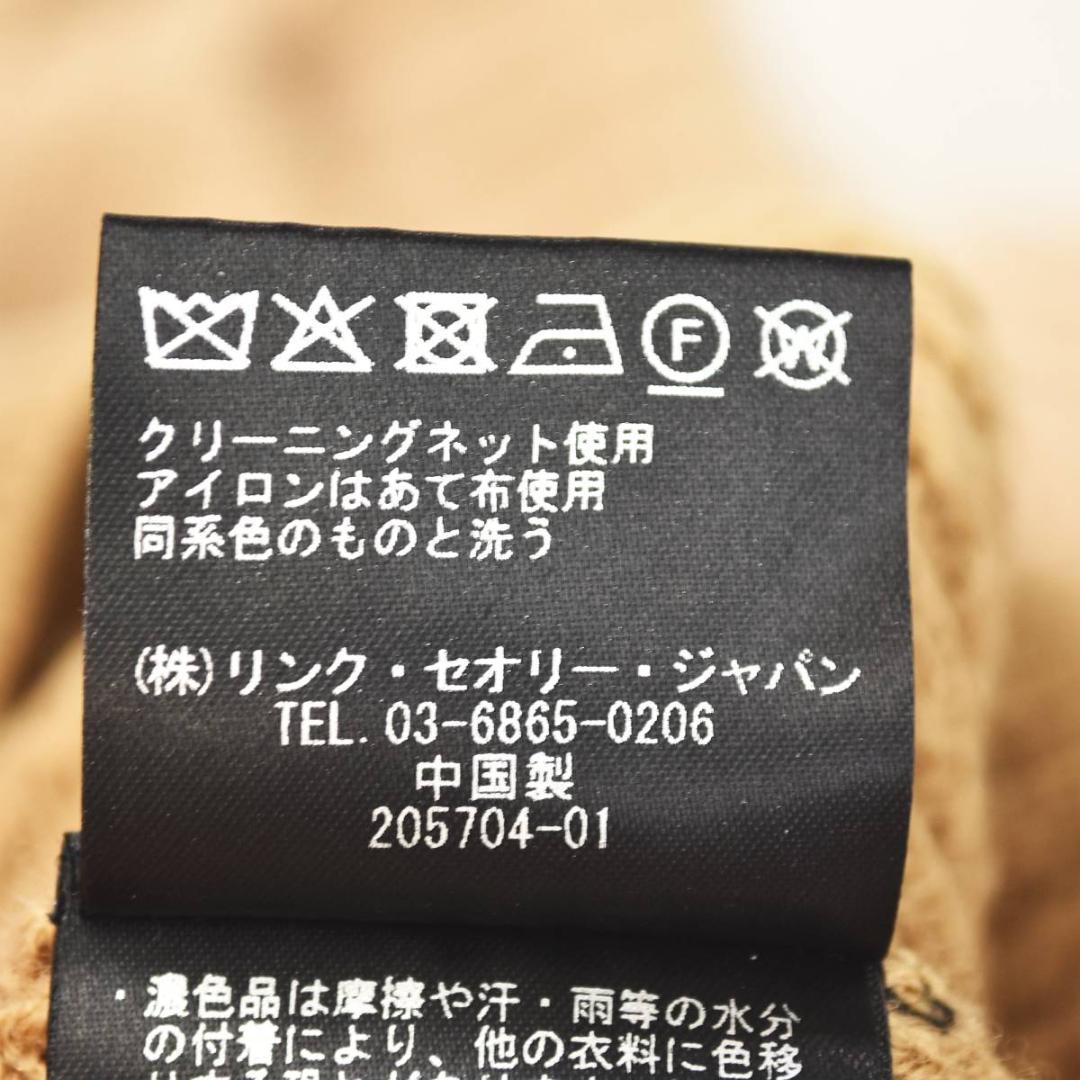 F W
クリーニングネット使用
アイロンはあて布使用
同系色のものと洗う
(株)リンク・セオリー・ジャパン
TEL. 03-6865-0206
中国製
205704-01
・濃色品は摩擦や汗・雨等の水分
の付着により、他の衣料に色移